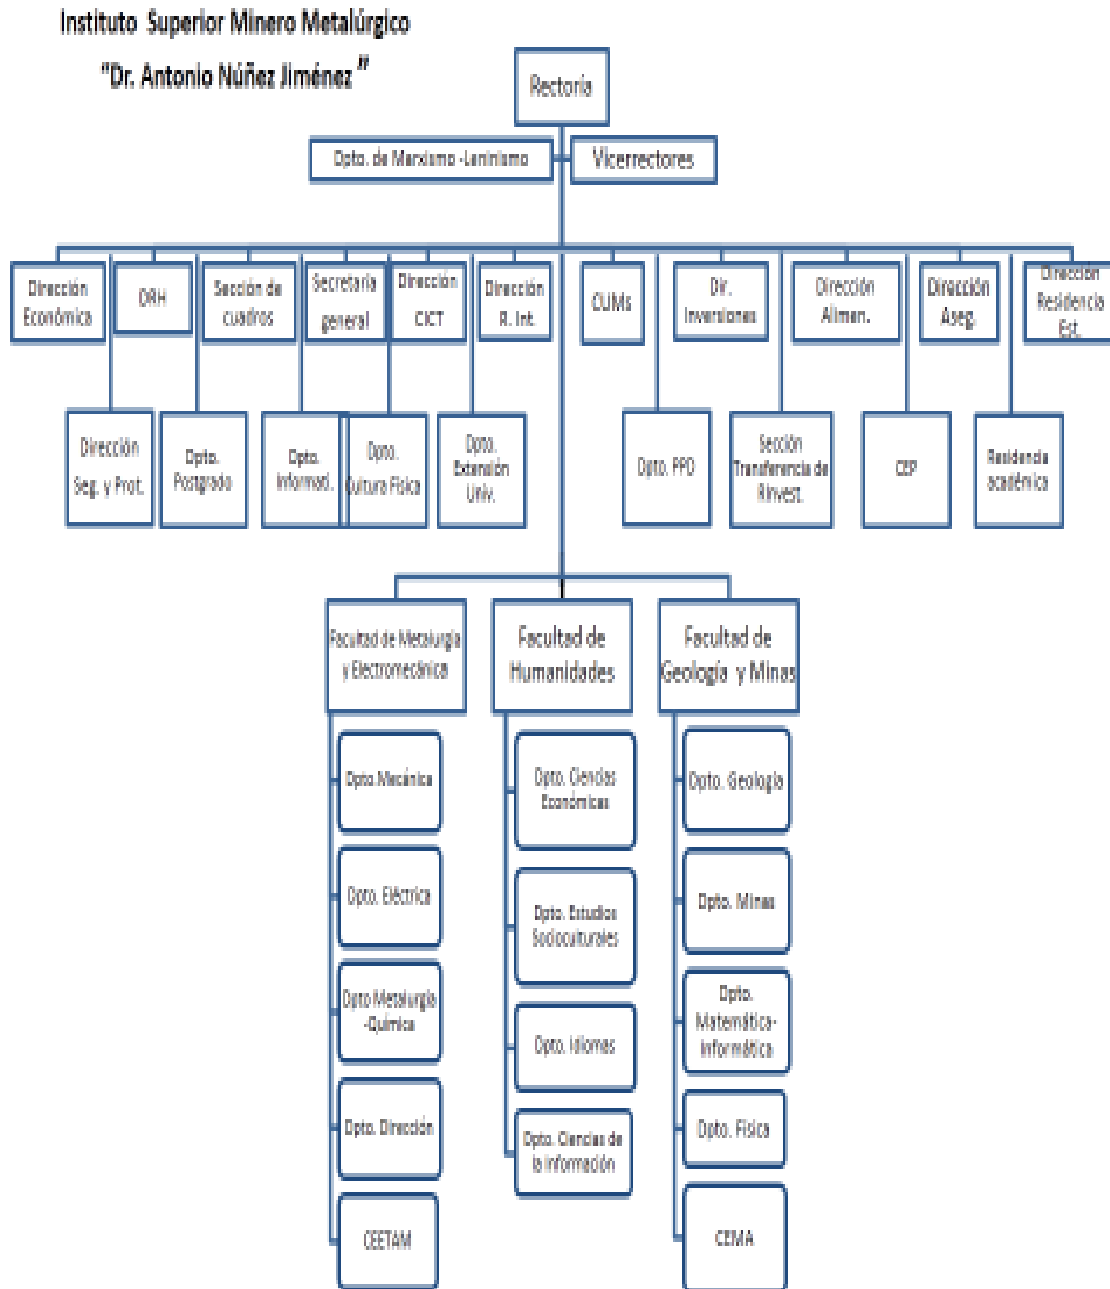 Instituto Superior Minero Metalúrgico
"Dr. Antonio Núñez Jiménez"
Rectoría
Dpto. de Marxismo -Leninismo
Vicerrectores
Dirección
Económica
DRH
Sección de
cuadros
Secretaría
general
Dirección
CICT
Dirección
R. Int.
CUMs
Dir.
Inversiones
Dirección
Alimen.
Dirección
Aseg.
Dirección
Residencia
Est.
Dirección
Seg. y Prot.
Dpto.
Postgrado
Dpto.
Informad.
Dpto.
Cultura Física
Dpto.
Extensión
Univ.
Dpto. PPD
Sección
Transferencia de
RInvest.
CEP
Residencia
académica
Facultad de Metalurgia
y Electromecánica
Facultad de
Humanidades
Facultad de
Geología y Minas
Dpto. Mecánica
Dpto. Eléctrica
Dpto Metalurgia
-Química
Dpto. Dirección
CEETAM
Dpto. Ciencias
Económicas
Dpto. Estudios
Socioculturales
Dpto. Idiomas
Dpto. Ciencias de
la Información
Dpto. Geología
Dpto. Minas
Dpto.
Matemática-
Informática
Dpto. Física
CEMA